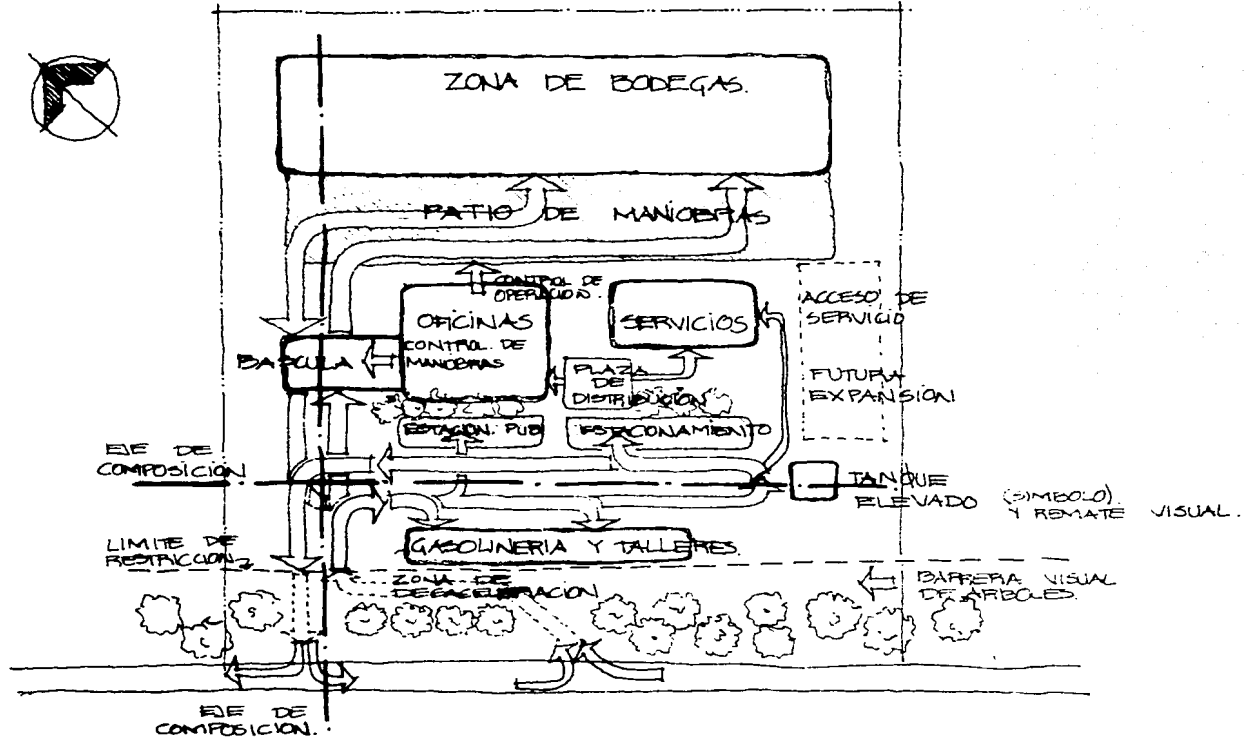 ZONA DE BODEGAS.
PATIO DE MANIOBRAS
CONTROL DE
OPERACION.
OFICINAS
SERVICIOS
ACCESO DE
SERVICIO
BASCULA
CONTROL DE
MANIOBRAS
PLAZA
DE
DISTRIBUCIÓN
FUTURA
EXPANSION
ESTACION. PUB
ESTACIONAMIENTO
EJE DE
COMPOSICIÓN
TANQUE
ELEVADO (SIMBOLO)
Y REMATE VISUAL.
GASOLINERIA Y TALLERES.
LIMITE DE
RESTRICCION
ZONA DE
DESACELERACION
BARRERA VISUAL
DE ARBOLES.
EJE DE
COMPOSICION.